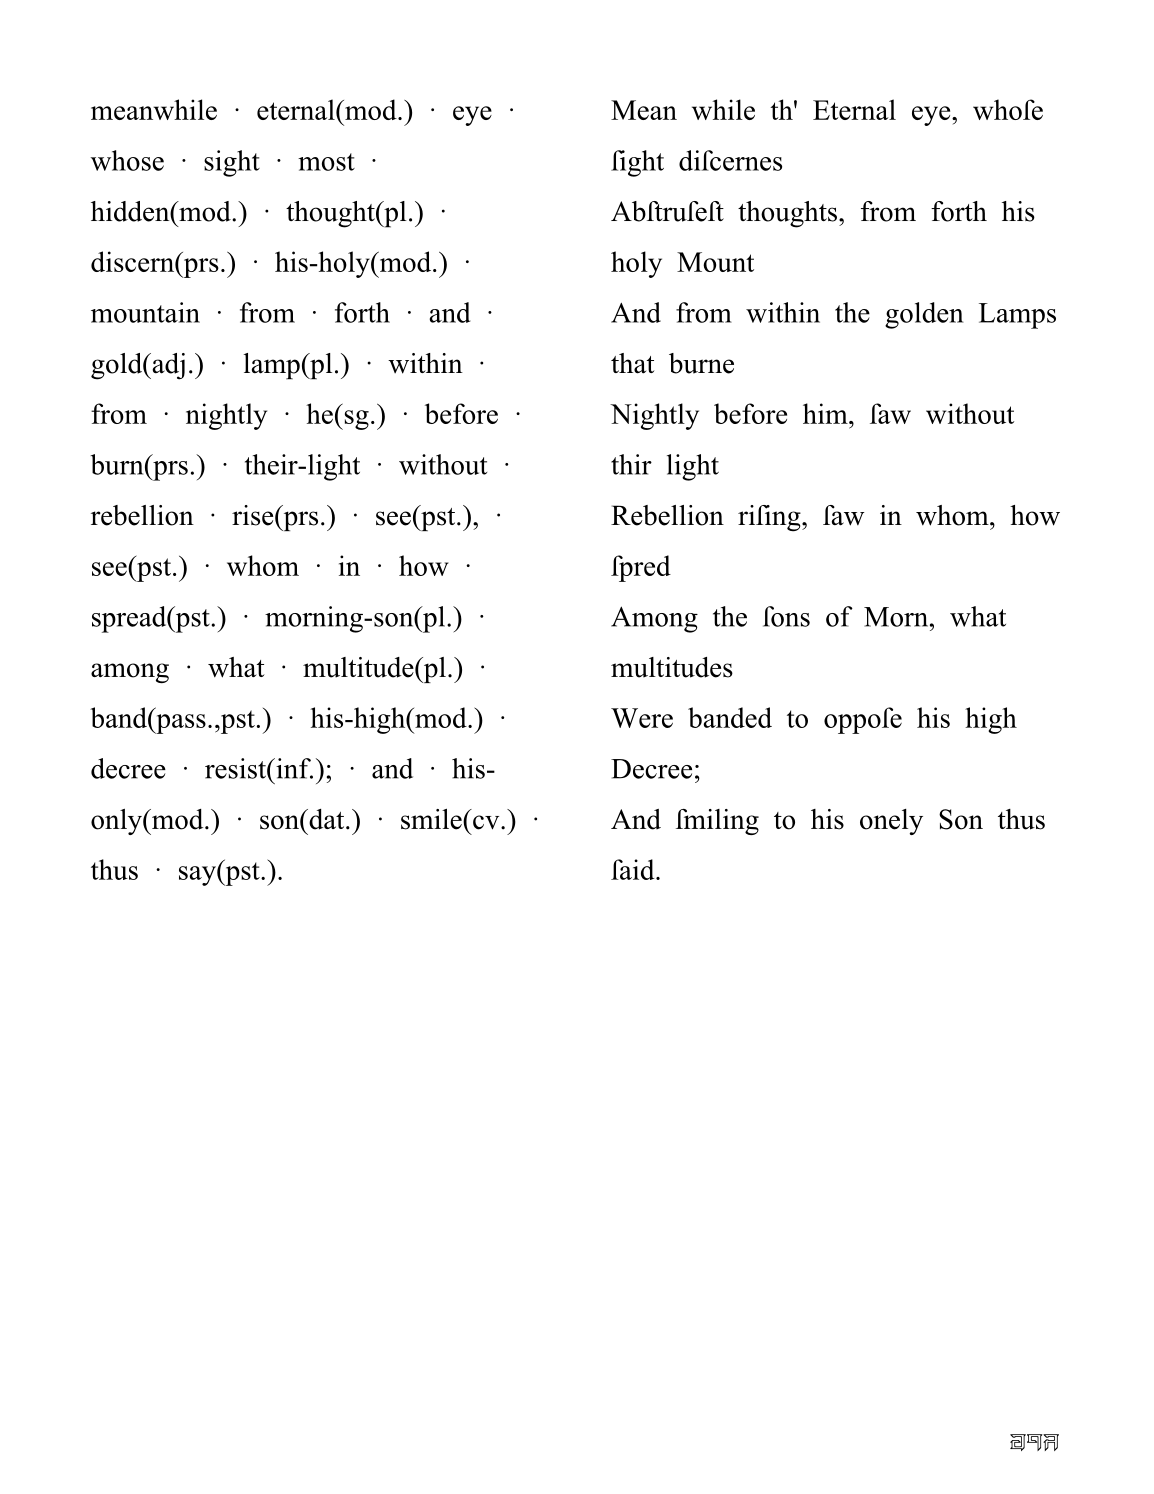 meanwhile · eternal(mod.) · eye ·
whose · sight · most ·
hidden(mod.) · thought(pl.) ·
discern(prs.) · his-holy(mod.) ·
mountain · from · forth · and ·
gold(adj.) · lamp(pl.) · within ·
from · nightly · he(sg.) · before ·
burn(prs.) · their-light · without ·
rebellion · rise(prs.) · see(pst.), ·
see(pst.) · whom · in · how ·
spread(pst.) · morning-son(pl.) ·
among · what · multitude(pl.) ·
band(pass.,pst.) · his-high(mod.) ·
decree · resist(inf.); · and · his-
only(mod.) · son(dat.) · smile(cv.) ·
thus · say(pst.).
Mean while th' Eternal eye, whoſe
ſight diſcernes
Abſtruſeſt thoughts, from forth his
holy Mount
And from within the golden Lamps
that burne
Nightly before him, ſaw without
thir light
Rebellion riſing, ſaw in whom, how
ſpred
Among the ſons of Morn, what
multitudes
Were banded to oppoſe his high
Decree;
And ſmiling to his onely Son thus
ſaid.